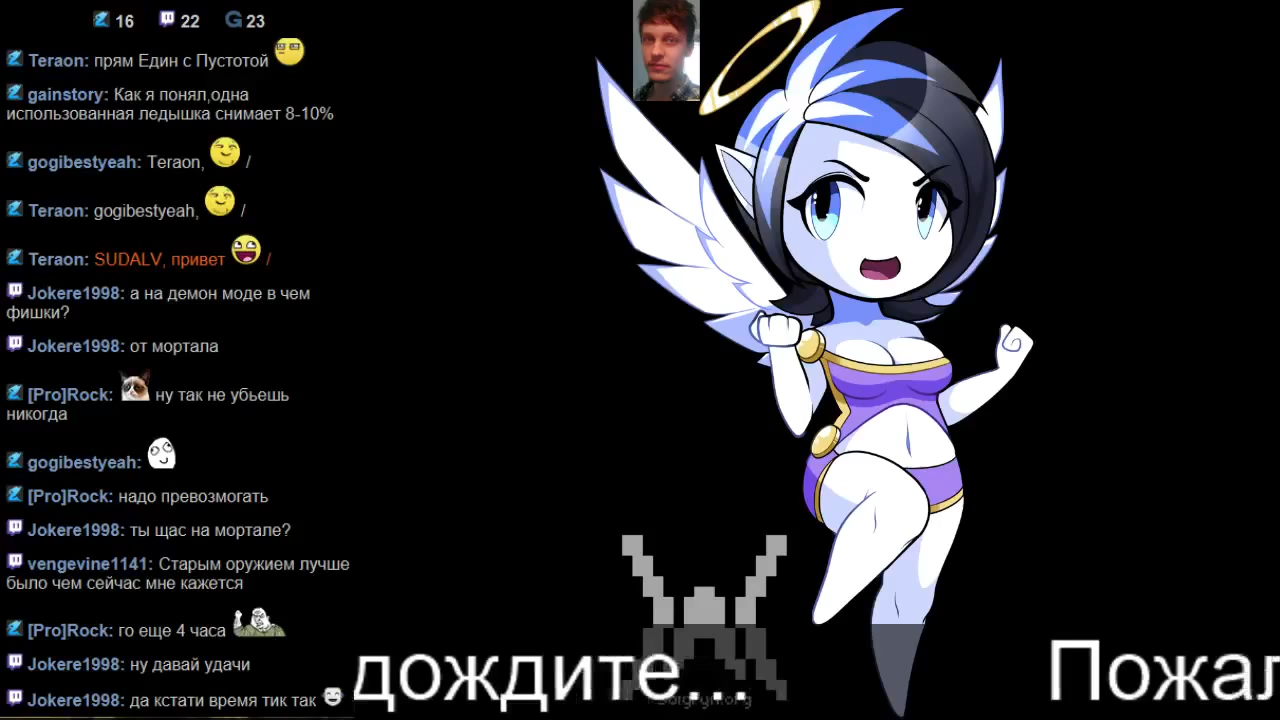 16 22 23
Teraon: прям Един с Пустотой
gainstory: Как я понял,одна
использованная ледышка снимает 8-10%
gogibestyeah: Teraon, /
Teraon: gogibestyeah, /
Teraon: SUDALV, привет /
Jokere1998: а на демон моде в чем
фишки?
Jokere1998: от мортала
[Pro]Rock: ну так не убьешь
никогда
gogibestyeah:
[Pro]Rock: надо превозмогать
Jokere1998: ты щас на мортале?
vengevine1141: Старым оружием лучше
было чем сейчас мне кажется
[Pro]Rock: го еще 4 часа
Jokere1998: ну давай удачи
Jokere1998: да кстати время тик так
дождите... Пожал